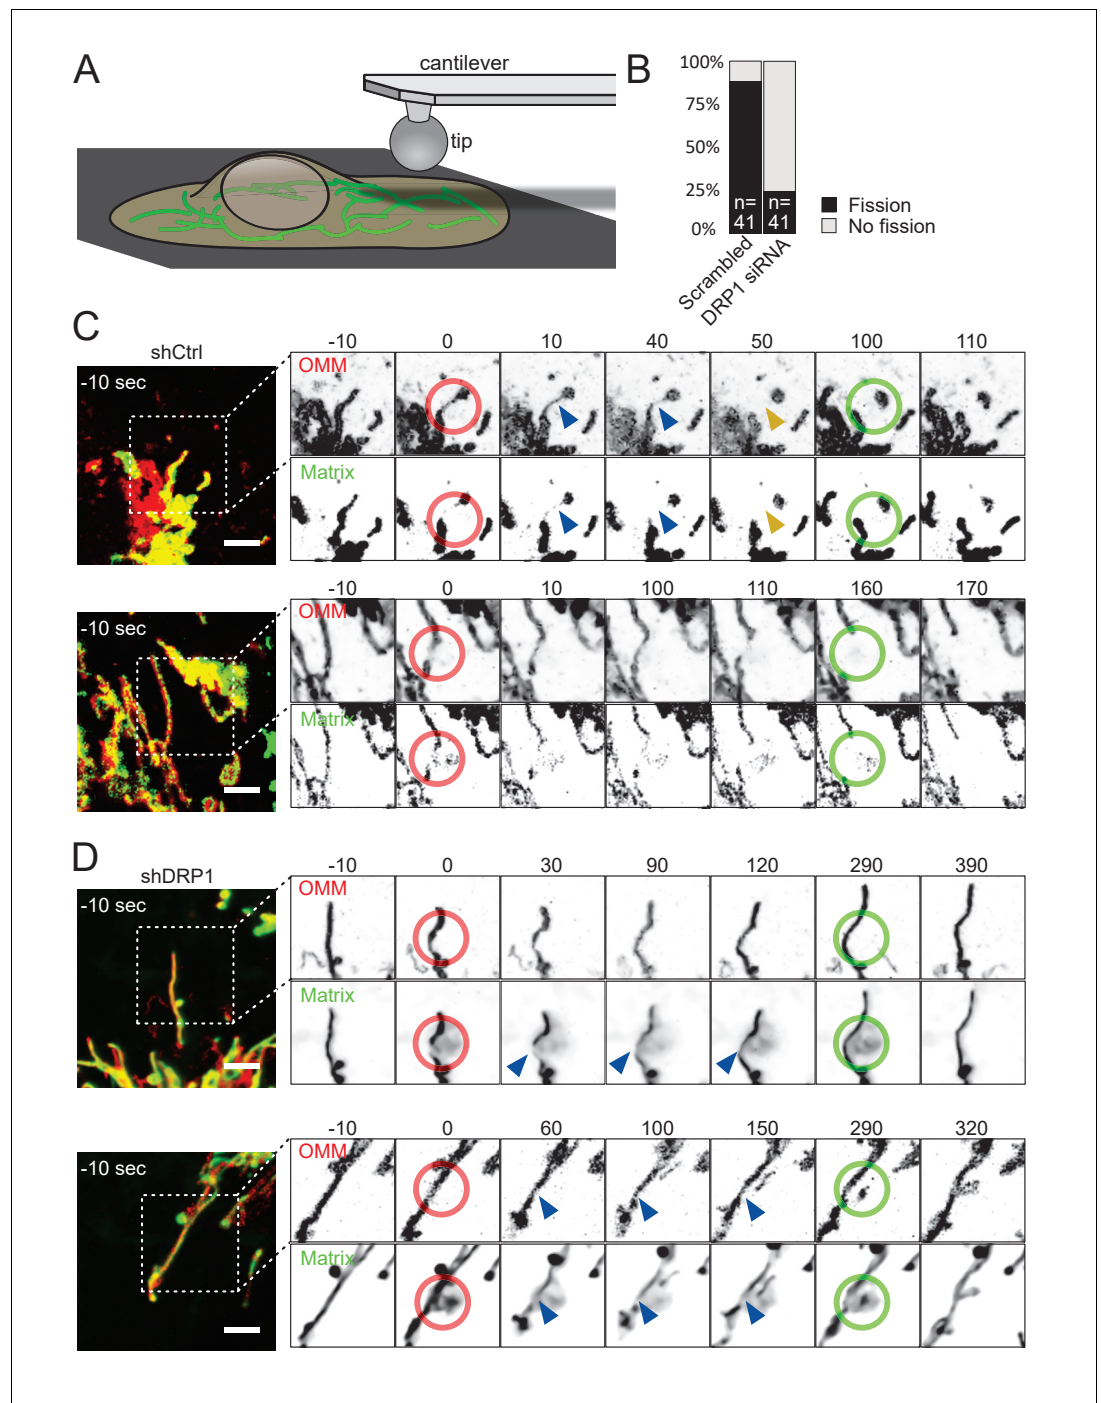 A
cantilever
tip
B
100%
75%
50%
25%
0%
n=
41
n=
41
Scrambled
DRP1 siRNA
Fission
No fission
C
shCtrl
-10 sec
-10 0 10 40 50 100 110
OMM
Matrix
-10 sec
-10 0 10 100 110 160 170
OMM
Matrix
D
shDRP1
-10 sec
-10 0 30 90 120 290 390
OMM
Matrix
-10 sec
-10 0 60 100 150 290 320
OMM
Matrix